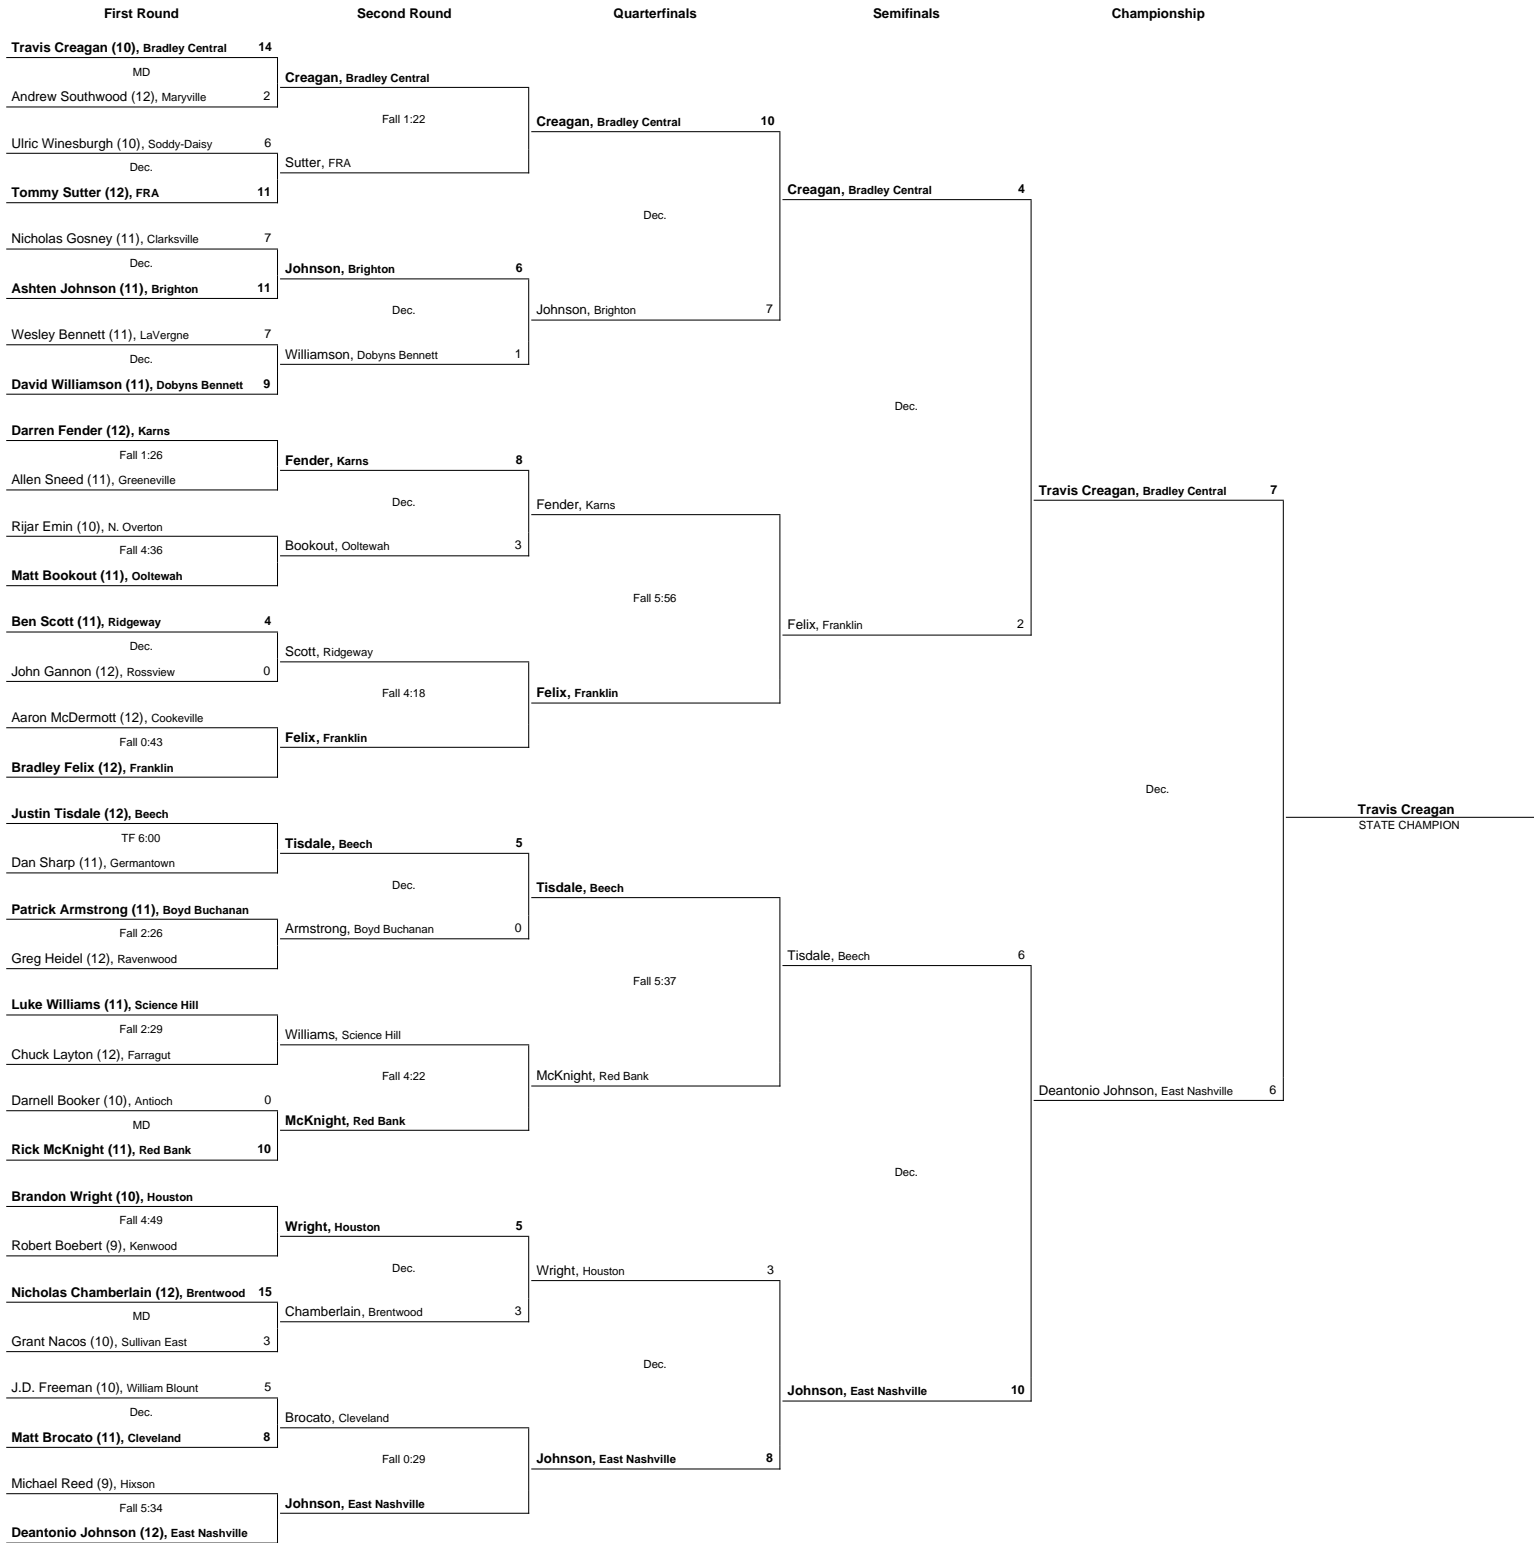 First Round Second Round Quarterfinals Semifinals Championship
Travis Creagan (10), Bradley Central 14
MD
Andrew Southwood (12), Maryville 2
Ulric Winesburgh (10), Soddy-Daisy 6
Dec.
Tommy Sutter (12), FRA 11
Nicholas Gosney (11), Clarksville 7
Dec.
Ashten Johnson (11), Brighton 11
Wesley Bennett (11), LaVergne 7
Dec.
David Williamson (11), Dobyns Bennett 9
Darren Fender (12), Karns
Fall 1:26
Allen Sneed (11), Greeneville
Rijar Emin (10), N. Overton
Fall 4:36
Matt Bookout (11), Ooltewah
Ben Scott (11), Ridgeway 4
Dec.
John Gannon (12), Rossview 0
Aaron McDermott (12), Cookeville
Fall 0:43
Bradley Felix (12), Franklin
Justin Tisdale (12), Beech
TF 6:00
Dan Sharp (11), Germantown
Patrick Armstrong (11), Boyd Buchanan
Fall 2:26
Greg Heidel (12), Ravenwood
Luke Williams (11), Science Hill
Fall 2:29
Chuck Layton (12), Farragut
Darnell Booker (10), Antioch 0
MD
Rick McKnight (11), Red Bank 10
Brandon Wright (10), Houston
Fall 4:49
Robert Boebert (9), Kenwood
Nicholas Chamberlain (12), Brentwood 15
MD
Grant Nacos (10), Sullivan East 3
J.D. Freeman (10), William Blount 5
Dec.
Matt Brocato (11), Cleveland 8
Michael Reed (9), Hixson
Fall 5:34
Deantonio Johnson (12), East Nashville
Creagan, Bradley Central
Fall 1:22
Sutter, FRA
Johnson, Brighton 6
Dec.
Williamson, Dobyns Bennett 1
Fender, Karns 8
Dec.
Bookout, Ooltewah 3
Scott, Ridgeway
Fall 4:18
Felix, Franklin
Tisdale, Beech 5
Dec.
Armstrong, Boyd Buchanan 0
Williams, Science Hill
Fall 4:22
McKnight, Red Bank
Wright, Houston 5
Dec.
Chamberlain, Brentwood 3
Brocato, Cleveland
Fall 0:29
Johnson, East Nashville
Creagan, Bradley Central 10
Dec.
Johnson, Brighton 7
Fender, Karns
Fall 5:56
Felix, Franklin
Tisdale, Beech
Fall 5:37
McKnight, Red Bank
Wright, Houston 3
Dec.
Johnson, East Nashville 8
Creagan, Bradley Central 4
Dec.
Felix, Franklin 2
Tisdale, Beech 6
Dec.
Johnson, East Nashville 10
Travis Creagan, Bradley Central 7
Dec.
Deantonio Johnson, East Nashville 6
Travis Creagan
STATE CHAMPION